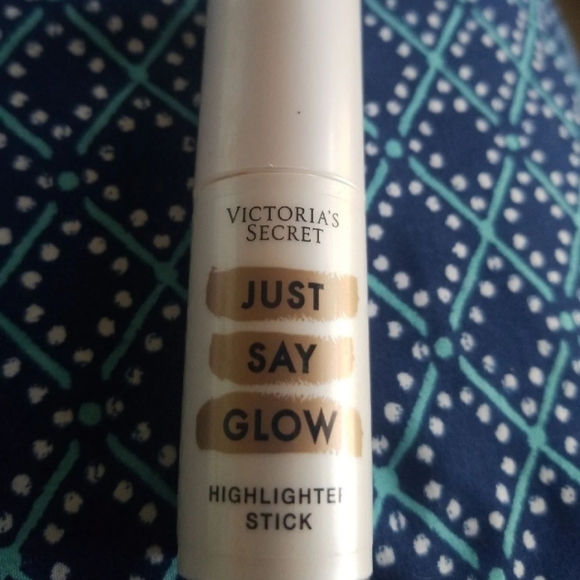 VICTORIA'S
SECRET
JUST
SAY
GLOW
HIGHLIGHTER
STICK